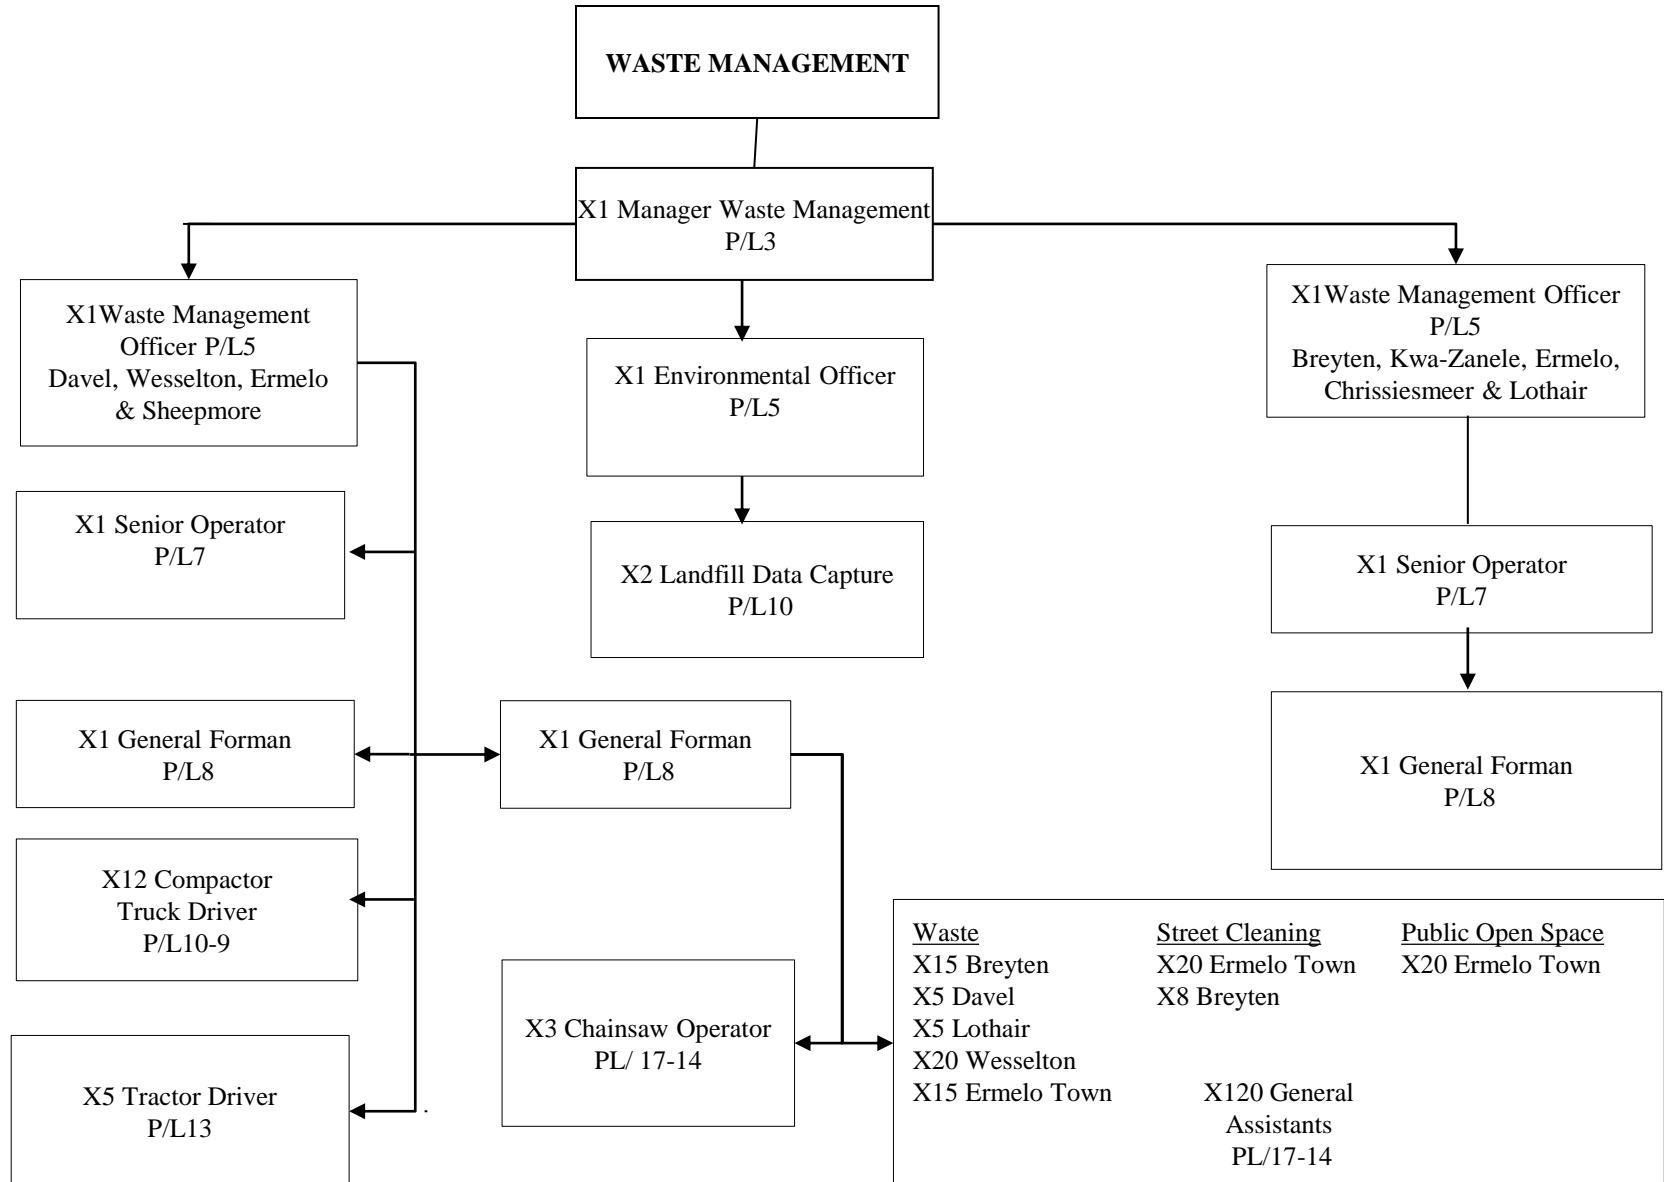 WASTE MANAGEMENT
X1 Manager Waste Management
P/L3
X1Waste Management
Officer P/L5
Davel, Wesselton, Ermelo
& Sheepmore
X1 Environmental Officer
P/L5
X1Waste Management Officer
P/L5
Breyten, Kwa-Zanele, Ermelo,
Chrissiesmeer & Lothair
X1 Senior Operator
P/L7
X2 Landfill Data Capture
P/L10
X1 Senior Operator
P/L7
X1 General Forman
P/L8
X1 General Forman
P/L8
X1 General Forman
P/L8
X12 Compactor
Truck Driver
P/L10-9
X5 Tractor Driver
P/L13
X3 Chainsaw Operator
PL/ 17-14
Waste
X15 Breyten
X5 Davel
X5 Lothair
X20 Wesselton
X15 Ermelo Town
Street Cleaning
X20 Ermelo Town
X8 Breyten
Public Open Space
X20 Ermelo Town
X120 General
Assistants
PL/17-14